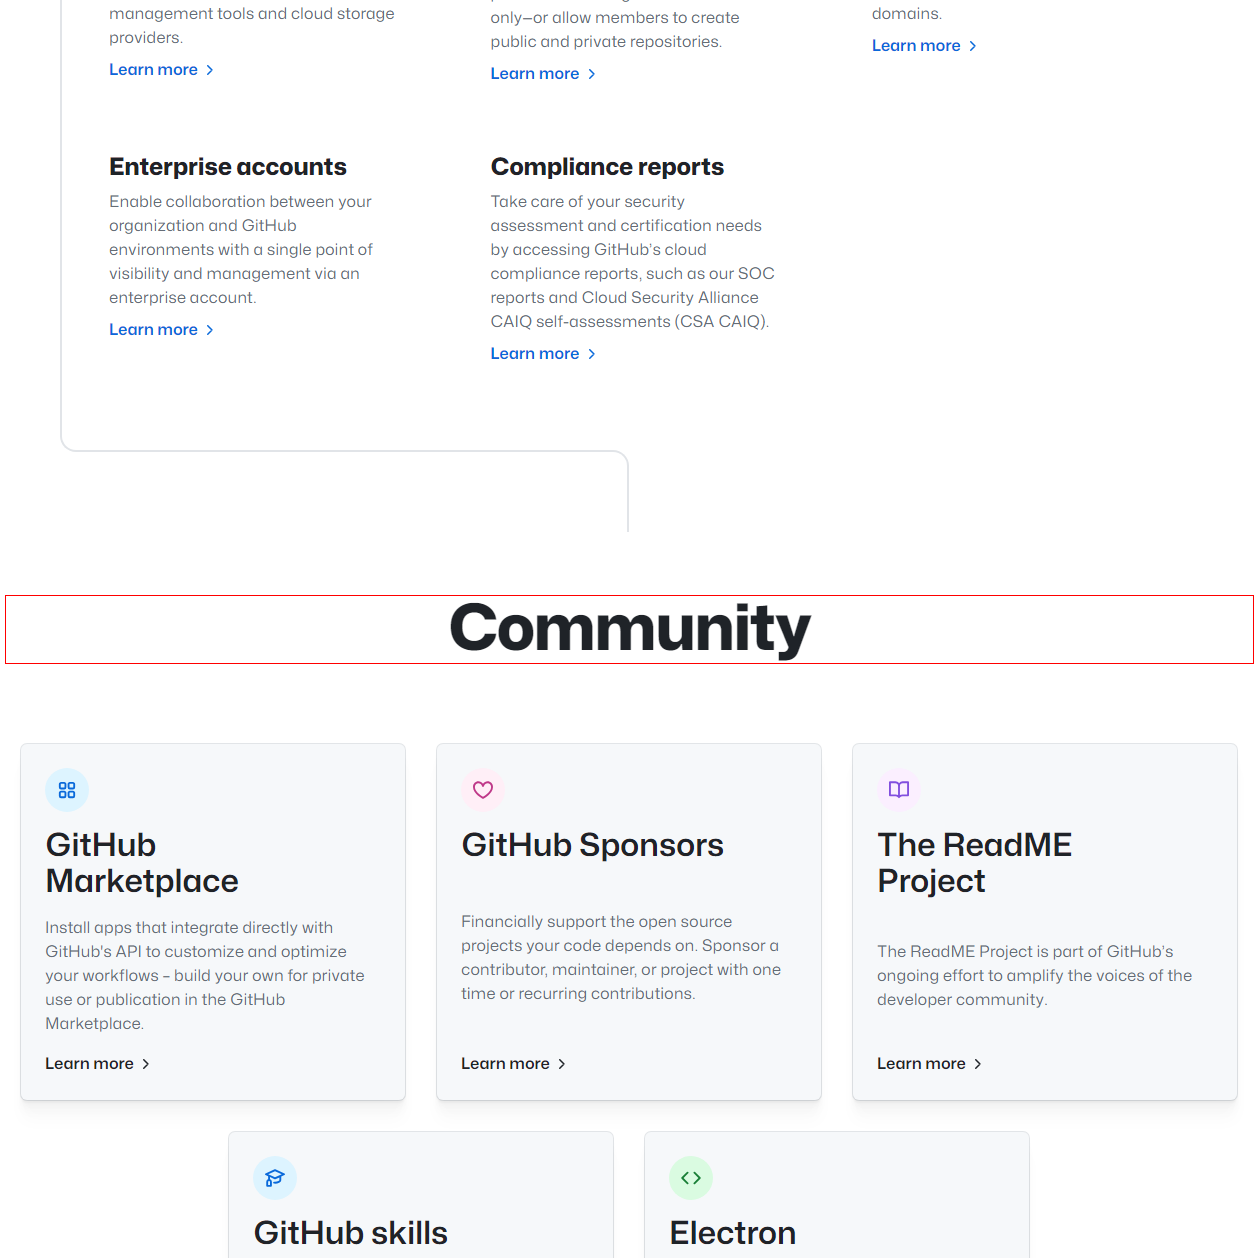 management tools and cloud storage
providers.
Learn more
only—or allow members to create
public and private repositories.
Learn more
domains.
Learn more
Enterprise accounts
Enable collaboration between your
organization and GitHub
environments with a single point of
visibility and management via an
enterprise account.
Learn more
Compliance reports
Take care of your security
assessment and certification needs
by accessing GitHub's cloud
compliance reports, such as our SOC
reports and Cloud Security Alliance
CAIQ self-assessments (CSA CAIQ).
Learn more
Community
GitHub
Marketplace
Install apps that integrate directly with
GitHub's API to customize and optimize
your workflows – build your own for private
use or publication in the GitHub
Marketplace.
Learn more
GitHub Sponsors
Financially support the open source
projects your code depends on. Sponsor a
contributor, maintainer, or project with one
time or recurring contributions.
Learn more
The ReadME
Project
The ReadME Project is part of GitHub's
ongoing effort to amplify the voices of the
developer community.
Learn more
GitHub skills
Electron